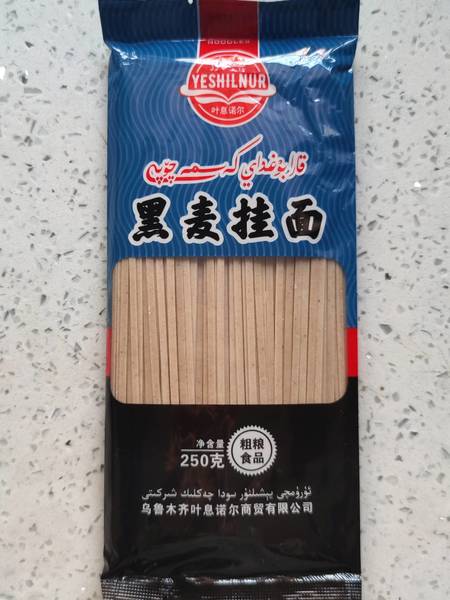 NOODLES
YESHILNUR
叶息诺尔
قارابۇغداي كەسمە چۆپى
黑麦挂面
净含量
250克
粗粮
食品
ئۈرۈمچى يېشىلنۇر سودا چەكلىك شىركىتى
乌鲁木齐叶息诺尔商贸有限公司